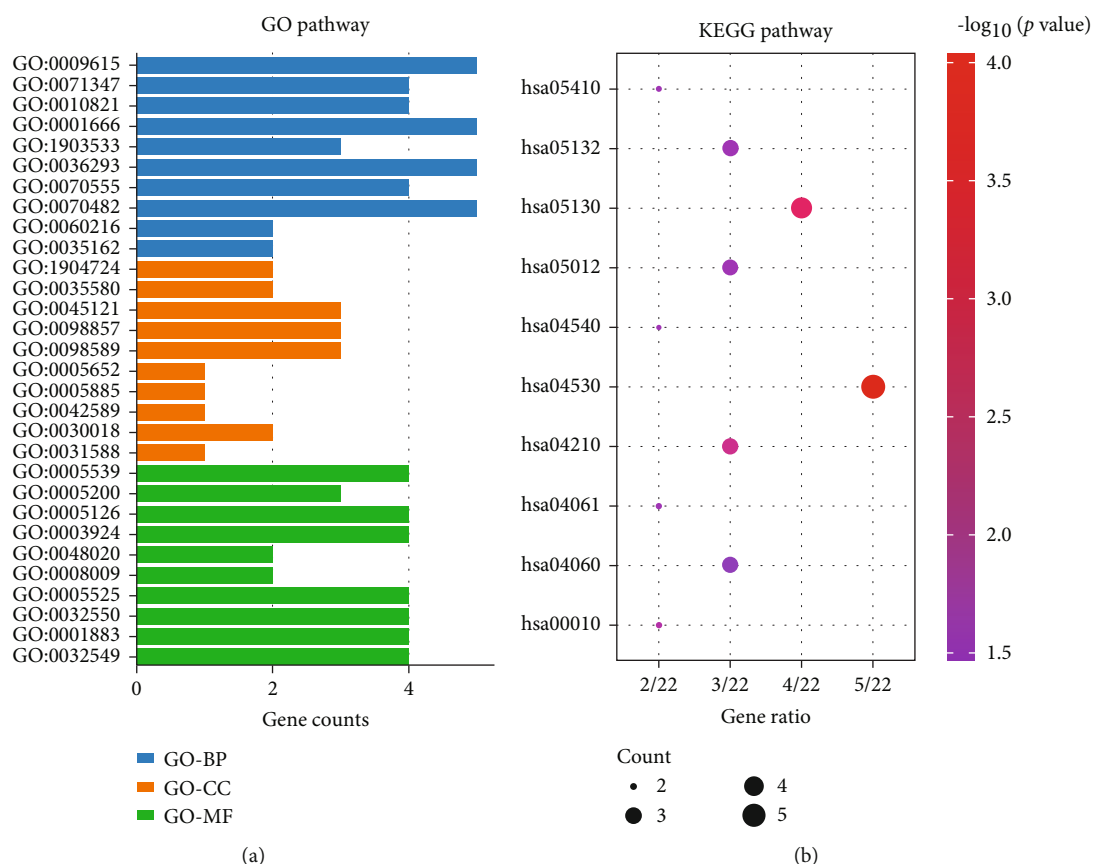 GO pathway
GO:0009615
GO:0071347
GO:0010821
GO:0001666
GO:1903533
GO:0036293
GO:0070555
GO:0070482
GO:0060216
GO:0035162
GO:1904724
GO:0035580
GO:0045121
GO:0098857
GO:0098589
GO:0005652
GO:0005885
GO:0042589
GO:0030018
GO:0031588
GO:0005539
GO:0005200
GO:0005126
GO:0003924
GO:0048020
GO:0008009
GO:0005525
GO:0032550
GO:0001883
GO:0032549
0 2 4
Gene counts
GO-BP
GO-CC
GO-MF
(a)
KEGG pathway
hsa05410
hsa05132
hsa05130
hsa05012
hsa04540
hsa04530
hsa04210
hsa04061
hsa04060
hsa00010
2/22 3/22 4/22 5/22
Gene ratio
Count
2 4
3 5
(b)
-log10 (p value)
4.0
3.5
3.0
2.5
2.0
1.5